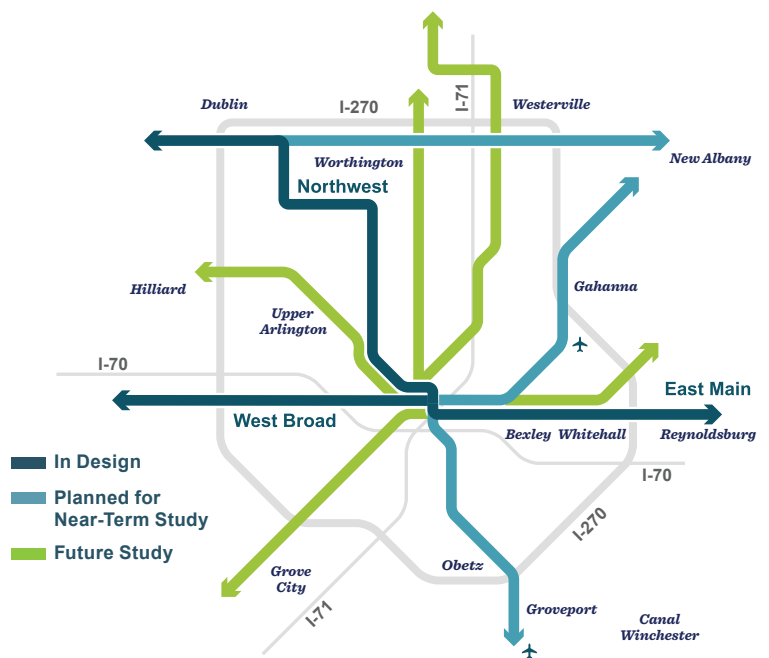 Dublin
I-270
I-71
Westerville
Worthington
New Albany
Northwest
Gahanna
Hilliard
Upper
Arlington
I-70
East Main
West Broad
Bexley
Whitehall
Reynoldsburg
In Design
I-70
Planned for
Near-Term Study
I-270
Future Study
Obetz
Grove
City
I-71
Groveport
Canal
Winchester